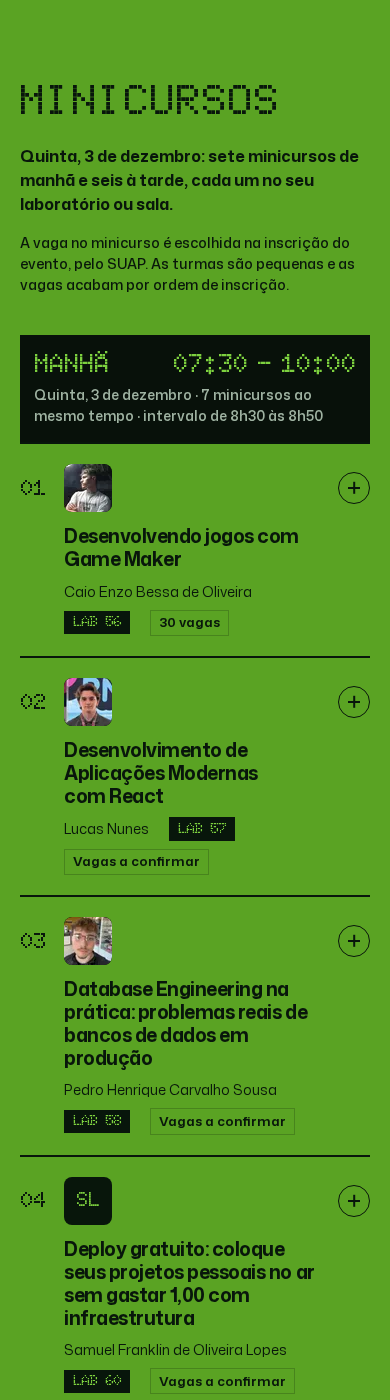 MINICURSOS
Quinta, 3 de dezembro: sete minicursos de
manhã e seis à tarde, cada um no seu
laboratório ou sala.
A vaga no minicurso é escolhida na inscrição do
evento, pelo SUAP. As turmas são pequenas e as
vagas acabam por ordem de inscrição.
MANHÃ 07:30 — 10:00
Quinta, 3 de dezembro · 7 minicursos ao
mesmo tempo · intervalo de 8h30 às 8h50
01 +
Desenvolvendo jogos com
Game Maker
Caio Enzo Bessa de Oliveira
LAB 56 30 vagas
02 +
Desenvolvimento de
Aplicações Modernas
com React
Lucas Nunes LAB 57
Vagas a confirmar
03 +
Database Engineering na
prática: problemas reais de
bancos de dados em
produção
Pedro Henrique Carvalho Sousa
LAB 58 Vagas a confirmar
04 SL +
Deploy gratuito: coloque
seus projetos pessoais no ar
sem gastar 1,00 com
infraestrutura
Samuel Franklin de Oliveira Lopes
LAB 60 Vagas a confirmar